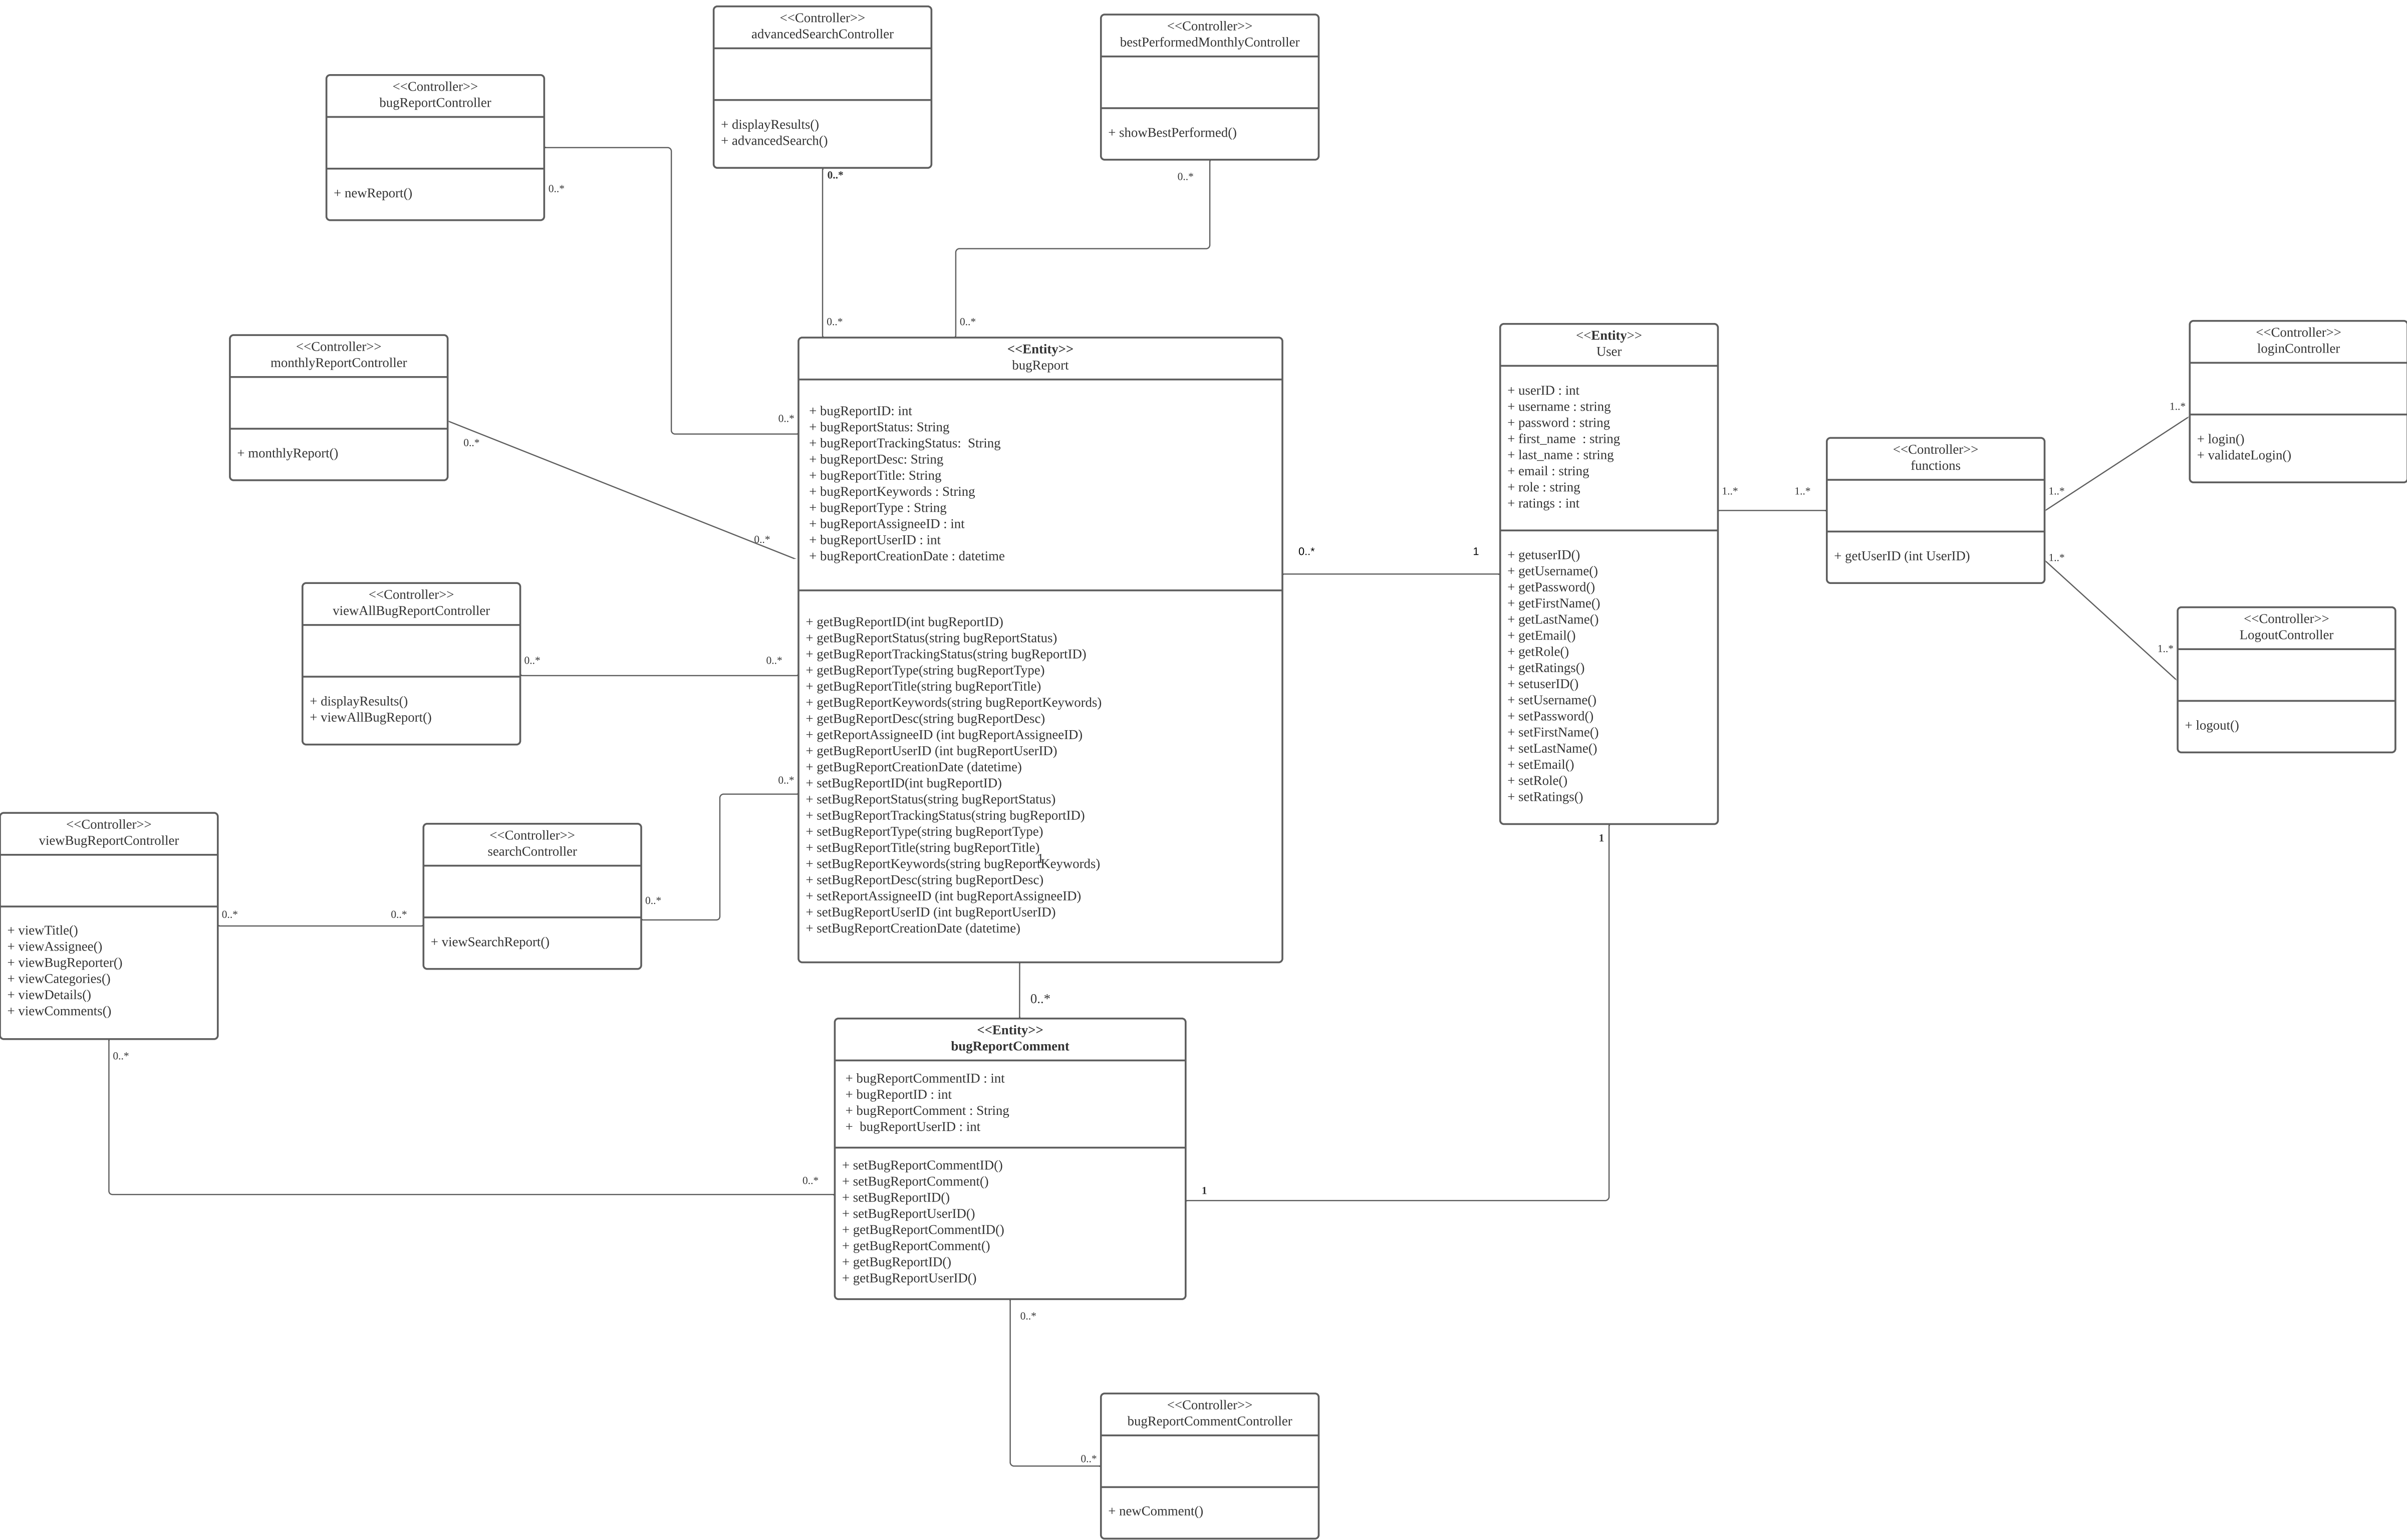 <<Controller>>
advancedSearchController
+ displayResults()
+ advancedSearch()
0..*
0..*
<<Controller>>
bestPerformedMonthlyController
+ showBestPerformed()
0..*
0..*
<<Controller>>
bugReportController
+ newReport()
0..*
0..*
<<Controller>>
monthlyReportController
+ monthlyReport()
0..*
0..*
<<Controller>>
viewAllBugReportController
+ displayResults()
+ viewAllBugReport()
0..*
0..*
<<Controller>>
viewBugReportController
+ viewTitle()
+ viewAssignee()
+ viewBugReporter()
+ viewCategories()
+ viewDetails()
+ viewComments()
0..*
0..*
0..*
0..*
<<Controller>>
searchController
+ viewSearchReport()
0..*
0..*
<<Entity>>
bugReport
+ bugReportID: int
+ bugReportStatus: String
+ bugReportTrackingStatus:  String
+ bugReportDesc: String
+ bugReportTitle: String
+ bugReportKeywords : String
+ bugReportType : String
+ bugReportAssigneeID : int
+ bugReportUserID : int
+ bugReportCreationDate : datetime
+ getBugReportID(int bugReportID)
+ getBugReportStatus(string bugReportStatus)
+ getBugReportTrackingStatus(string bugReportID)
+ getBugReportType(string bugReportType)
+ getBugReportTitle(string bugReportTitle)
+ getBugReportKeywords(string bugReportKeywords)
+ getBugReportDesc(string bugReportDesc)
+ getReportAssigneeID (int bugReportAssigneeID)
+ getBugReportUserID (int bugReportUserID)
+ getBugReportCreationDate (datetime)
+ setBugReportID(int bugReportID)
+ setBugReportStatus(string bugReportStatus)
+ setBugReportTrackingStatus(string bugReportID)
+ setBugReportType(string bugReportType)
+ setBugReportTitle(string bugReportTitle)
1
+ setBugReportKeywords(string bugReportKeywords)
+ setBugReportDesc(string bugReportDesc)
+ setReportAssigneeID (int bugReportAssigneeID)
+ setBugReportUserID (int bugReportUserID)
+ setBugReportCreationDate (datetime)
0..*
0..*
1
<<Entity>>
User
+ userID : int
+ username : string
+ password : string
+ first_name  : string
+ last_name : string
+ email : string
+ role : string
+ ratings : int
+ getuserID()
+ getUsername()
+ getPassword()
+ getFirstName()
+ getLastName()
+ getEmail()
+ getRole()
+ getRatings()
+ setuserID()
+ setUsername()
+ setPassword()
+ setFirstName()
+ setLastName()
+ setEmail()
+ setRole()
+ setRatings()
1
1
1..*
1..*
<<Controller>>
functions
+ getUserID (int UserID)
1..*
1..*
1..*
1..*
<<Controller>>
loginController
+ login()
+ validateLogin()
<<Controller>>
LogoutController
+ logout()
<<Entity>>
bugReportComment
+ bugReportCommentID : int
+ bugReportID : int
+ bugReportComment : String
+  bugReportUserID : int
+ setBugReportCommentID()
+ setBugReportComment()
+ setBugReportID()
+ setBugReportUserID()
+ getBugReportCommentID()
+ getBugReportComment()
+ getBugReportID()
+ getBugReportUserID()
0..*
0..*
<<Controller>>
bugReportCommentController
+ newComment()